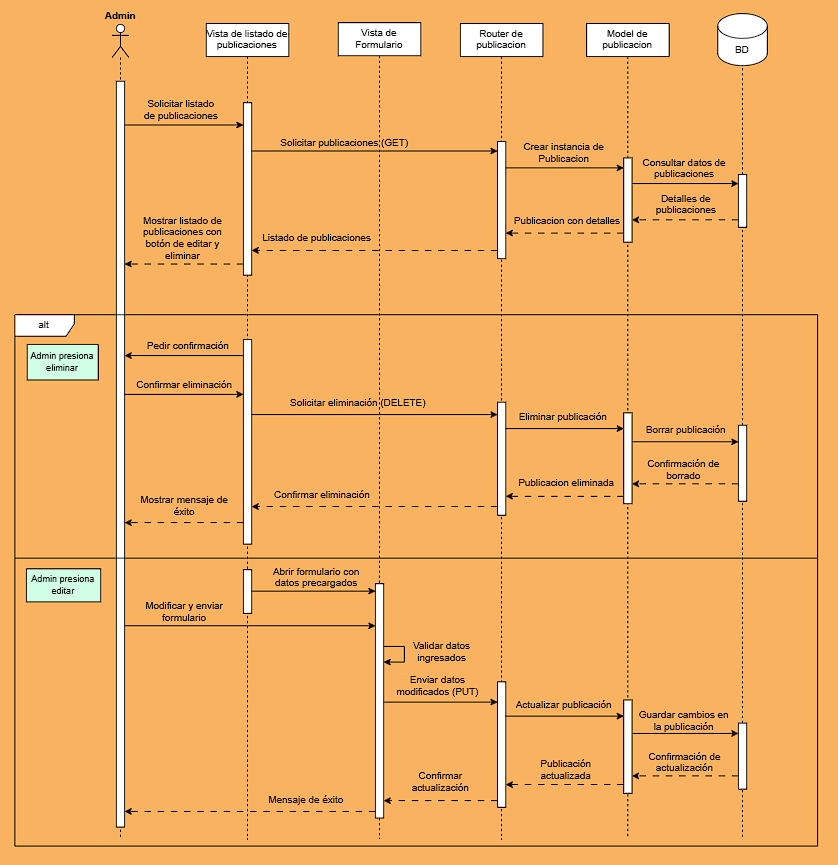 Admin
Vista de listado de
publicaciones
Vista de
Formulario
Router de
publicacion
Model de
publicacion
BD
Solicitar listado
de publicaciones
Solicitar publicaciones (GET)
Crear instancia de
Publicacion
Consultar datos de
publicaciones
Detalles de
publicaciones
Publicacion con detalles
Listado de publicaciones
Mostrar listado de
publicaciones con
botón de editar y
eliminar
alt
Admin presiona
eliminar
Pedir confirmación
Confirmar eliminación
Solicitar eliminación (DELETE)
Eliminar publicación
Borrar publicación
Confirmación de
borrado
Publicacion eliminada
Confirmar eliminación
Mostrar mensaje de
éxito
Admin presiona
editar
Abrir formulario con
datos precargados
Modificar y enviar
formulario
Validar datos
ingresados
Enviar datos
modificados (PUT)
Actualizar publicación
Guardar cambios en
la publicación
Confirmación de
actualización
Publicación
actualizada
Confirmar
actualización
Mensaje de éxito